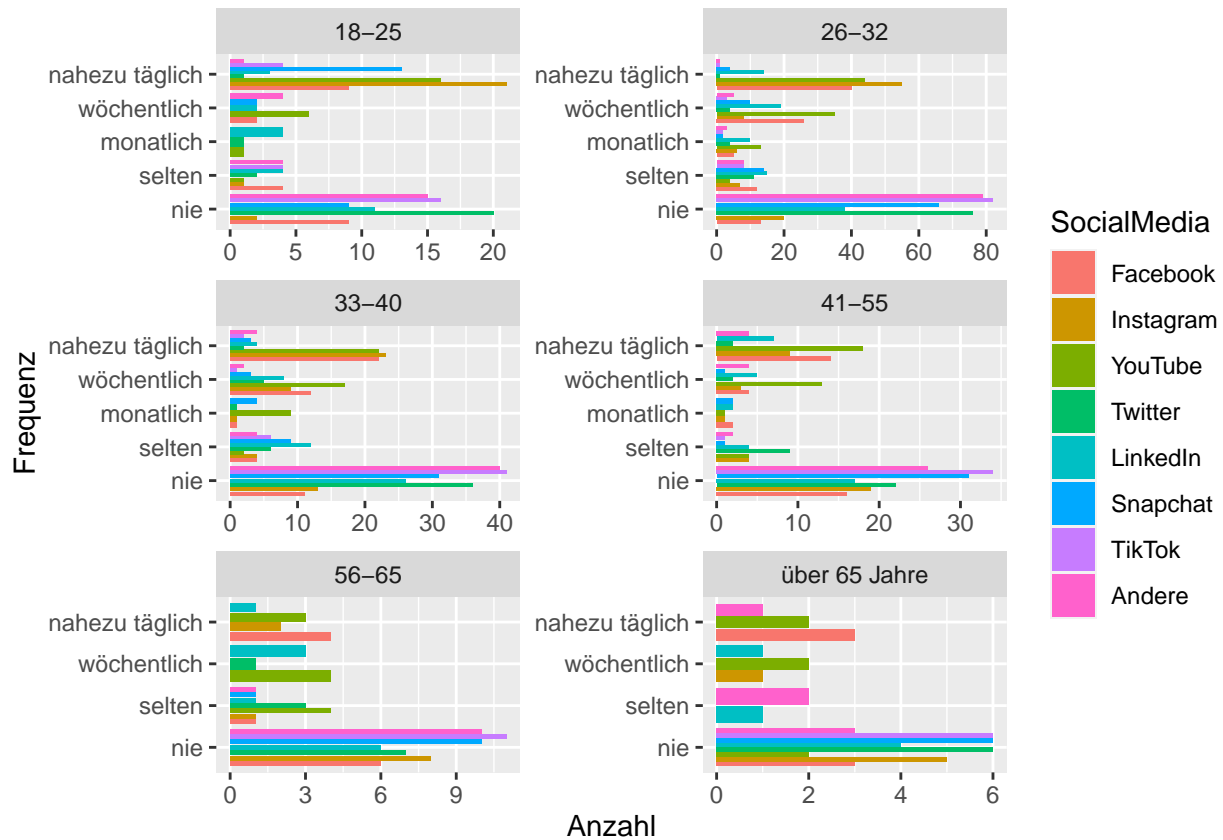 18−25
26−32
nahezu täglich
wöchentlich
monatlich
selten
nie
0 5 10 15 20
nahezu täglich
wöchentlich
monatlich
selten
nie
0 20 40 60 80
33−40
41−55
nahezu täglich
wöchentlich
monatlich
selten
nie
0 10 20 30 40
nahezu täglich
wöchentlich
monatlich
selten
nie
0 10 20 30
56−65
über 65 Jahre
nahezu täglich
wöchentlich
selten
nie
0 3 6 9
nahezu täglich
wöchentlich
selten
nie
0 2 4 6
Frequenz
Anzahl
SocialMedia
Facebook
Instagram
YouTube
Twitter
LinkedIn
Snapchat
TikTok
Andere